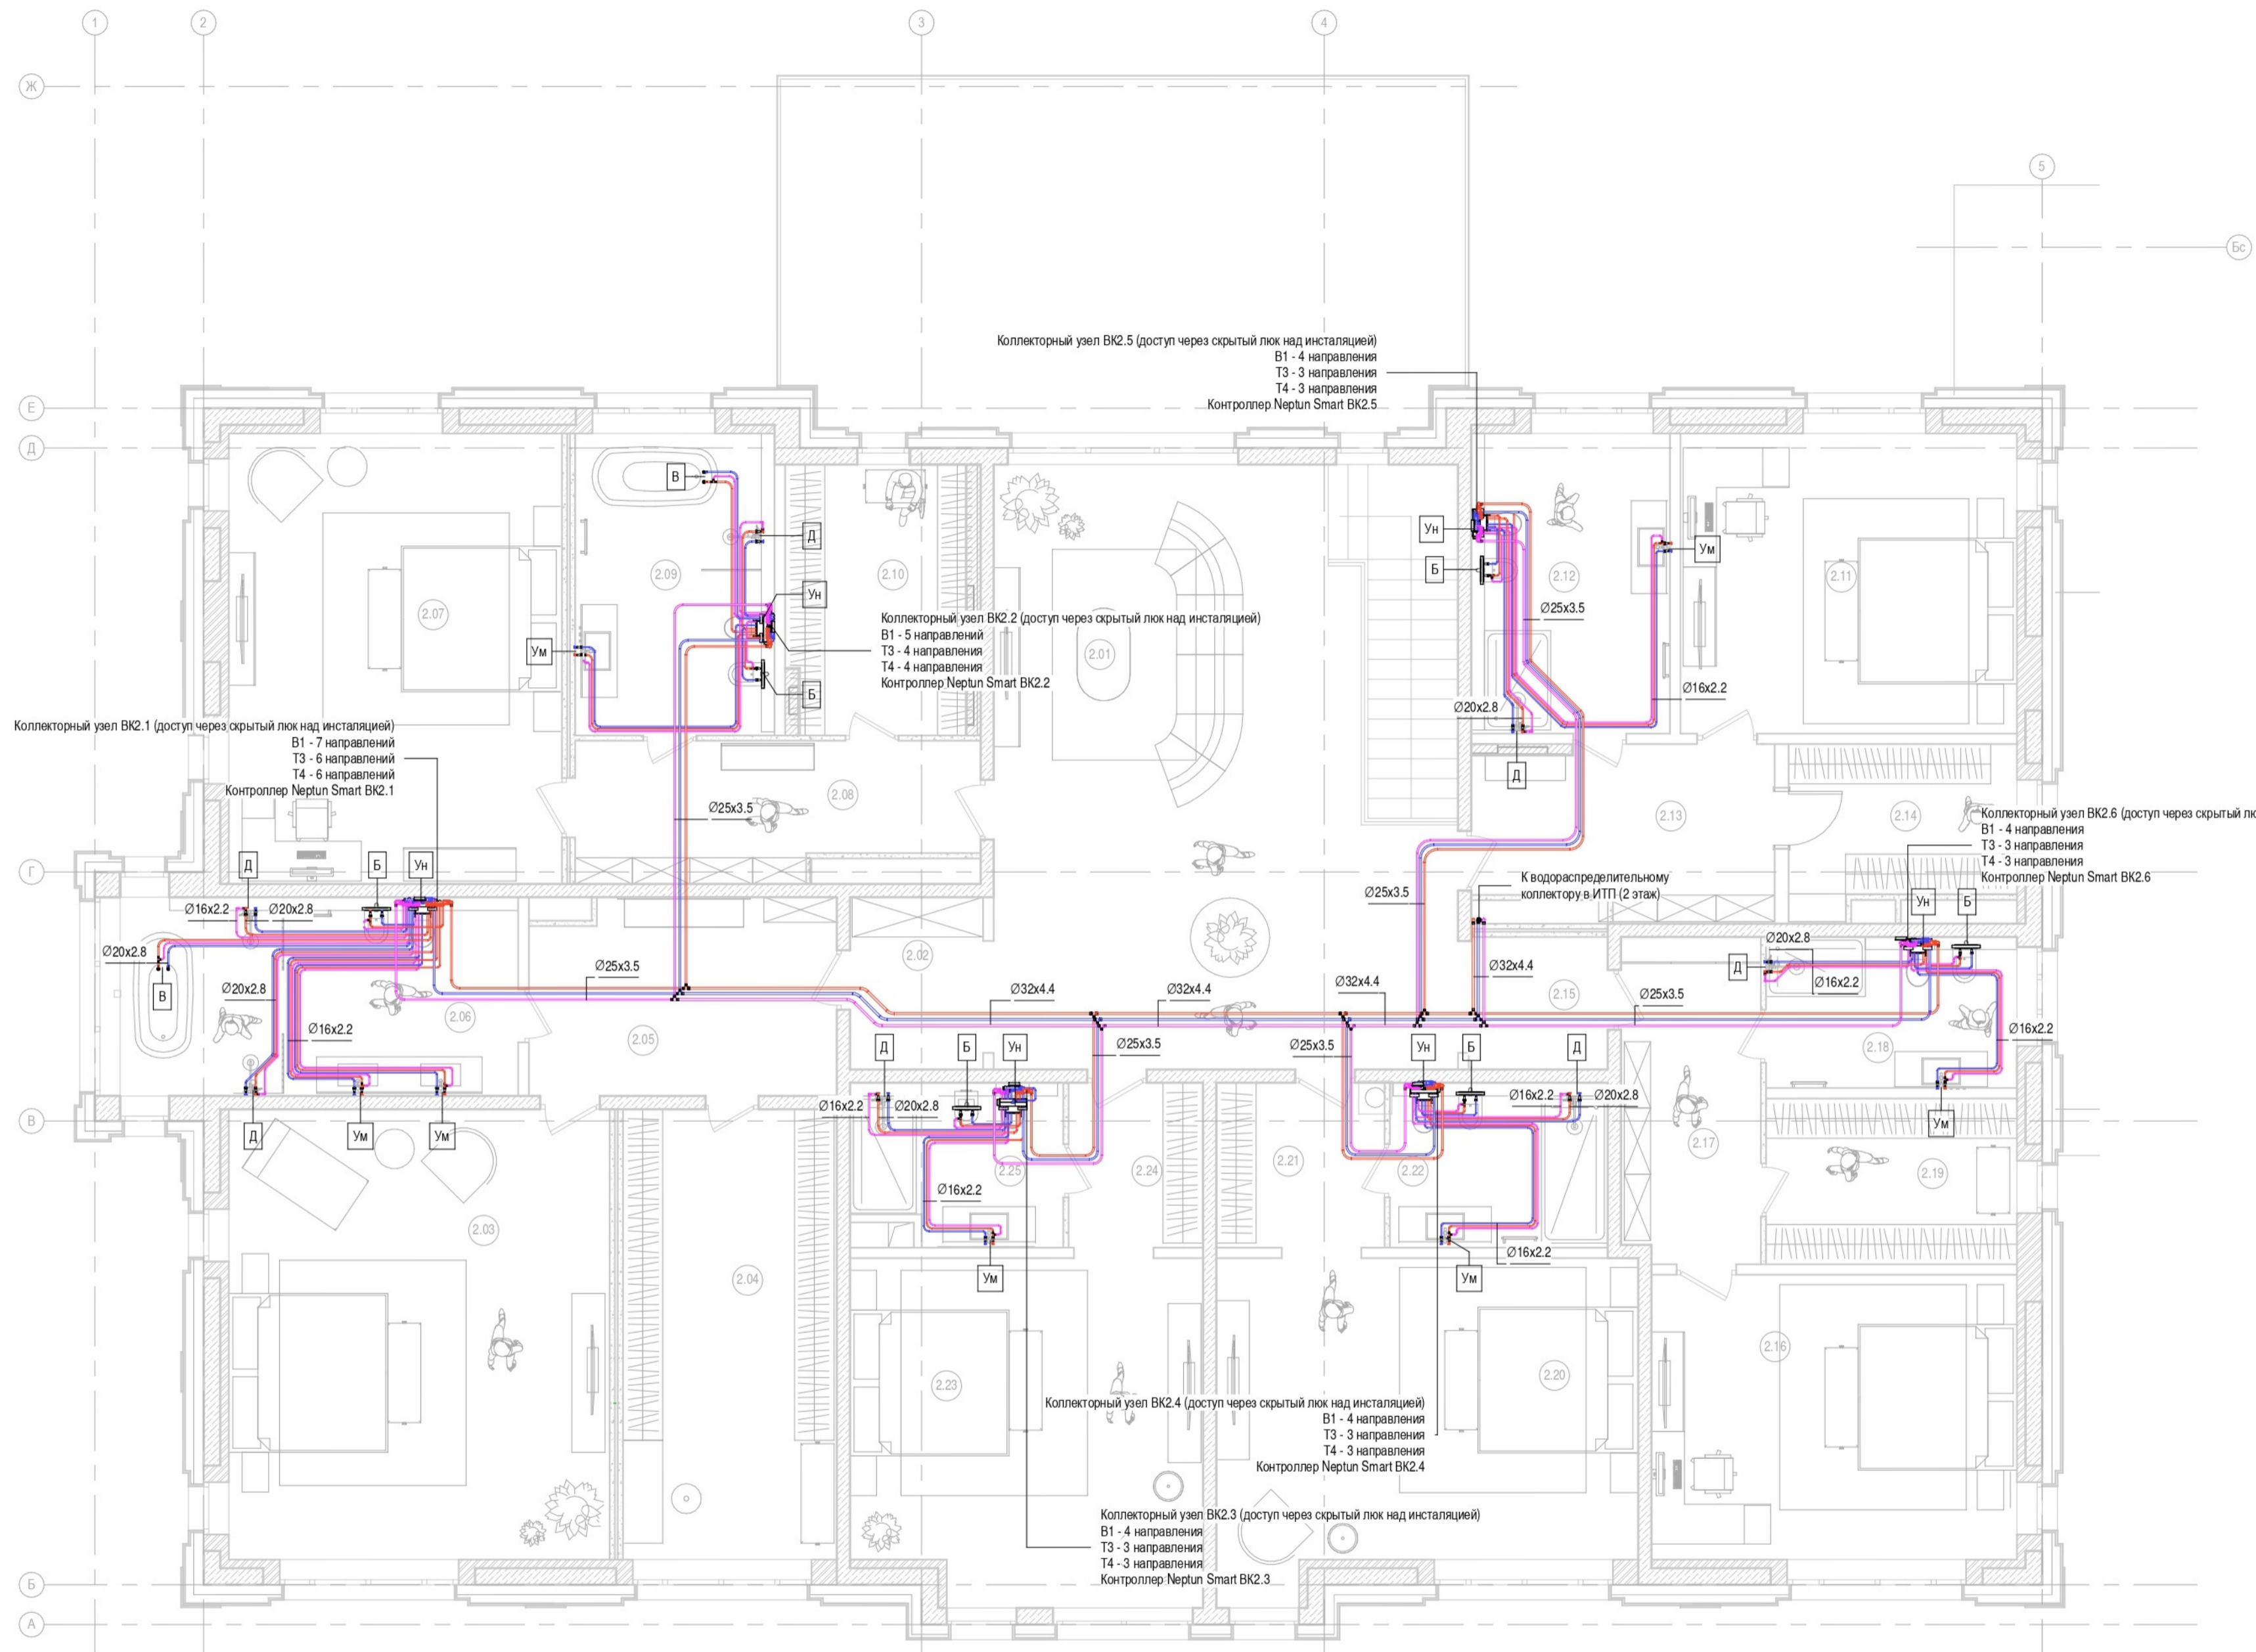 1
2
3
4
Ж
5
Бс
Коллекторный узел ВК2.5 (доступ через скрытый люк над инсталяцией)
В1 - 4 направления
Т3 - 3 направления
Т4 - 3 направления
Контроллер Neptun Smart ВК2.5
Е
Д
В
Д
Ун
Ум
Б
2.09
2.10
2.12
2.11
Ун
2.07
Ø25x3.5
Коллекторный узел ВК2.2 (доступ через скрытый люк над инсталяцией)
В1 - 5 направлений
Т3 - 4 направления
Т4 - 4 направления
Контроллер Neptun Smart ВК2.2
Ум
2.01
Б
Ø16x2.2
Ø20x2.8
Коллекторный узел ВК2.1 (доступ через скрытый люк над инсталяцией)
В1 - 7 направлений
Т3 - 6 направлений
Т4 - 6 направлений
Контроллер Neptun Smart ВК2.1
Д
2.08
Ø25x3.5
2.13
2.14
Коллекторный узел ВК2.6 (доступ через скрытый лю
В1 - 4 направления
Т3 - 3 направления
Т4 - 3 направления
Контроллер Neptun Smart ВК2.6
Г
Д
Б
Ун
К водораспределительному
коллектору в ИТП (2 этаж)
Ø25x3.5
Ун
Б
Ø16x2.2
Ø20x2.8
Ø20x2.8
Ø20x2.8
2.02
Ø25x3.5
Ø32x4.4
Д
Ø16x2.2
В
Ø20x2.8
Ø32x4.4
Ø32x4.4
Ø32x4.4
2.15
Ø25x3.5
2.06
Ø16x2.2
2.05
Ø25x3.5
Ø25x3.5
Ø16x2.2
2.18
Д
Б
Ун
Ун
Б
Д
Ø16x2.2
Ø20x2.8
Ø16x2.2
Ø20x2.8
В
Д
Ум
Ум
Ум
2.17
2.25
2.24
2.21
2.22
2.19
Ø16x2.2
2.03
Ø16x2.2
Ум
Ум
2.04
2.16
2.23
2.20
Коллекторный узел ВК2.4 (доступ через скрытый люк над инсталяцией)
В1 - 4 направления
Т3 - 3 направления
Т4 - 3 направления
Контроллер Neptun Smart ВК2.4
Коллекторный узел ВК2.3 (доступ через скрытый люк над инсталяцией)
В1 - 4 направления
Т3 - 3 направления
Т4 - 3 направления
Контроллер Neptun Smart ВК2.3
Б
А